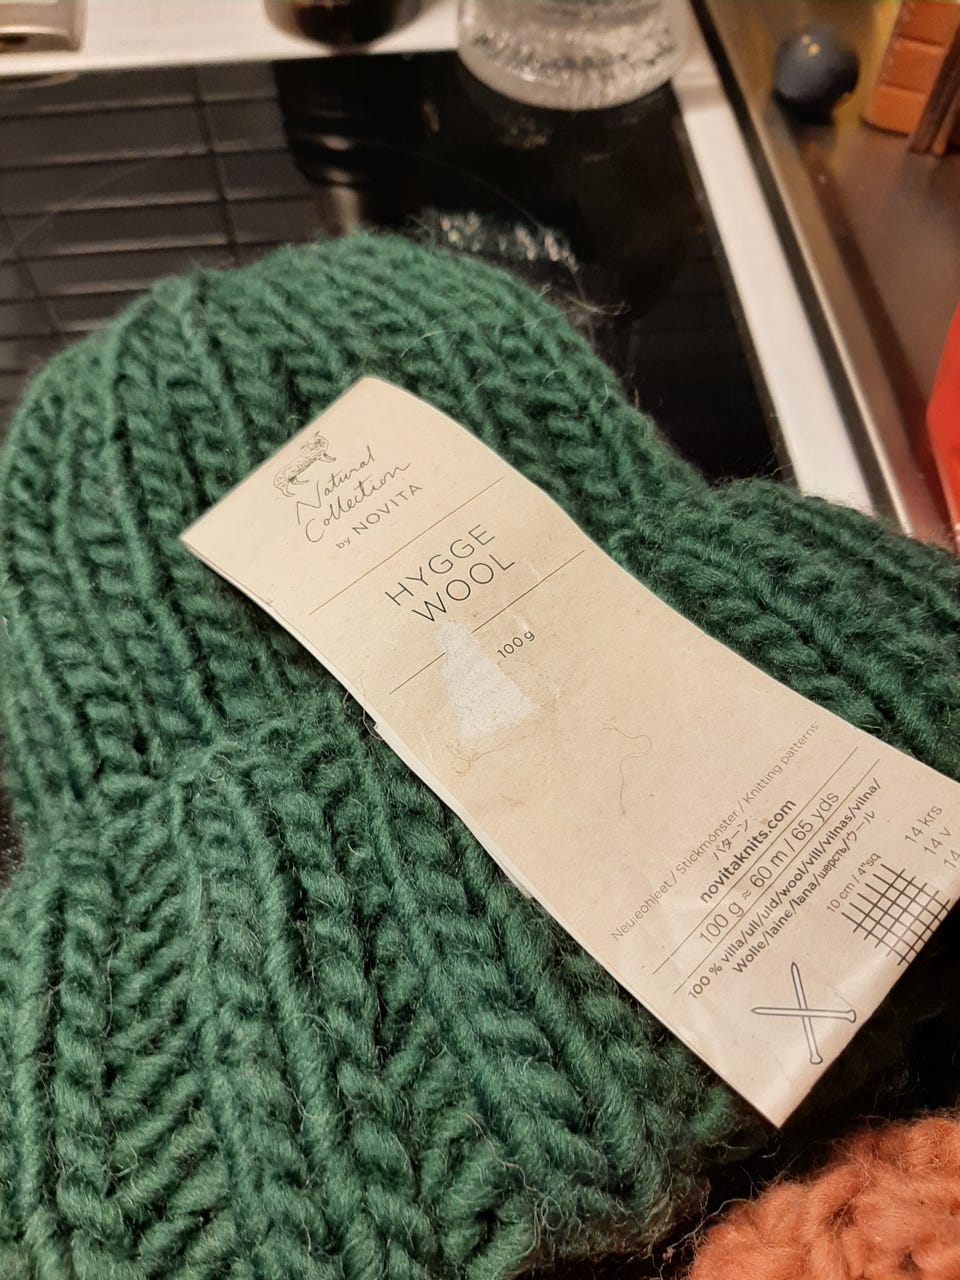 Natural
Collection
by NOVITA
HYGGE
WOOL
100 g
Neuleohjeet / Stickmönster / Knitting patterns:
パターン
novitaknits.com
100 g ≈ 60 m / 65 yds
100 % villa/ull/uld/wool/vill/vilnas/vilna/
Wolle/laine/lana/шерсть/ウール
10 cm / 4"sq
14 krs
14 v
14